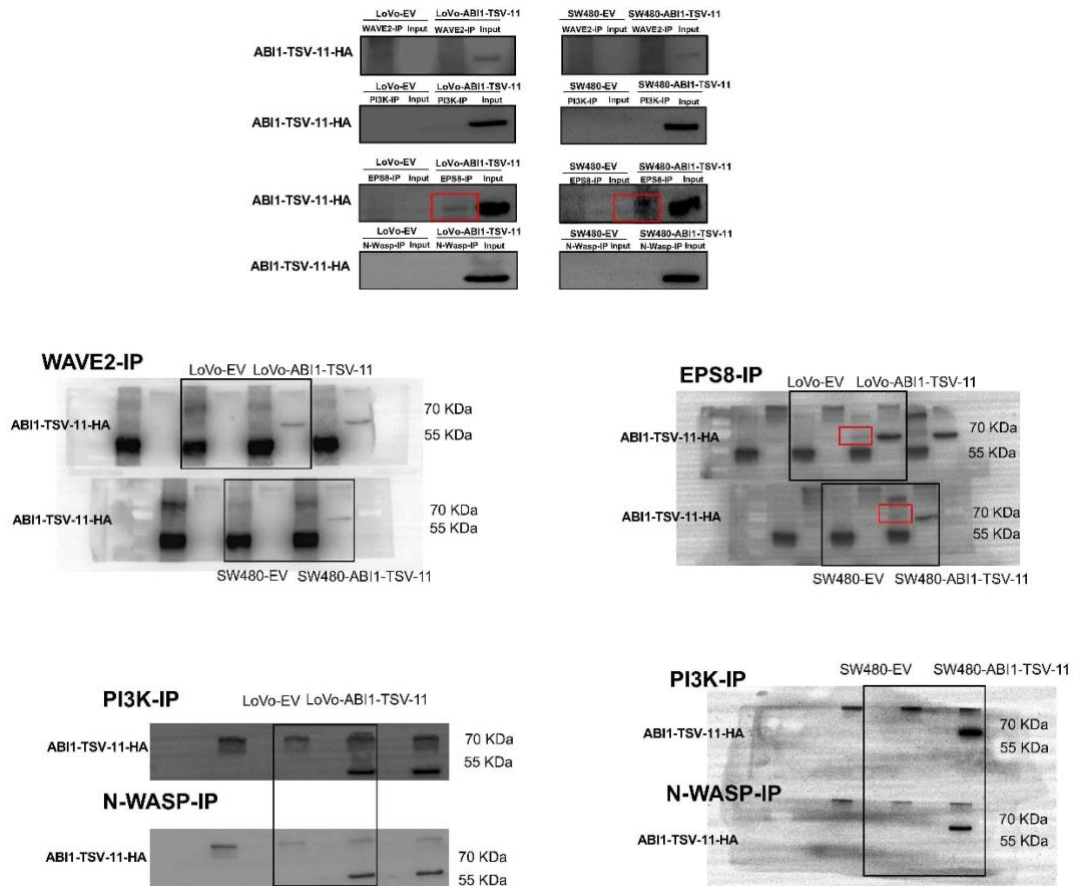 LoVo-EV LoVo-ABI1-TSV-11 SW480-EV SW480-ABI1-TSV-11
WAVE2-IP Input WAVE2-IP Input WAVE2-IP Input WAVE2-IP Input
ABI1-TSV-11-HA
LoVo-EV LoVo-ABI1-TSV-11 SW480-EV SW480-ABI1-TSV-11
PI3K-IP Input PI3K-IP Input PI3K-IP Input PI3K-IP Input
ABI1-TSV-11-HA
LoVo-EV LoVo-ABI1-TSV-11 SW480-EV SW480-ABI1-TSV-11
EPS8-IP Input EPS8-IP Input EPS8-IP Input EPS8-IP Input
ABI1-TSV-11-HA
LoVo-EV LoVo-ABI1-TSV-11 SW480-EV SW480-ABI1-TSV-11
N-Wasp-IP Input N-Wasp-IP Input N-Wasp-IP Input N-Wasp-IP Input
ABI1-TSV-11-HA
WAVE2-IP
LoVo-EV LoVo-ABI1-TSV-11
70 KDa
ABI1-TSV-11-HA
55 KDa
ABI1-TSV-11-HA
70 KDa
55 KDa
SW480-EV SW480-ABI1-TSV-11
EPS8-IP
LoVo-EV LoVo-ABI1-TSV-11
70 KDa
ABI1-TSV-11-HA
55 KDa
ABI1-TSV-11-HA
70 KDa
55 KDa
SW480-EV SW480-ABI1-TSV-11
PI3K-IP
LoVo-EV LoVo-ABI1-TSV-11
ABI1-TSV-11-HA
70 KDa
55 KDa
N-WASP-IP
ABI1-TSV-11-HA
70 KDa
55 KDa
SW480-EV SW480-ABI1-TSV-11
PI3K-IP
70 KDa
ABI1-TSV-11-HA
55 KDa
N-WASP-IP
70 KDa
ABI1-TSV-11-HA
55 KDa